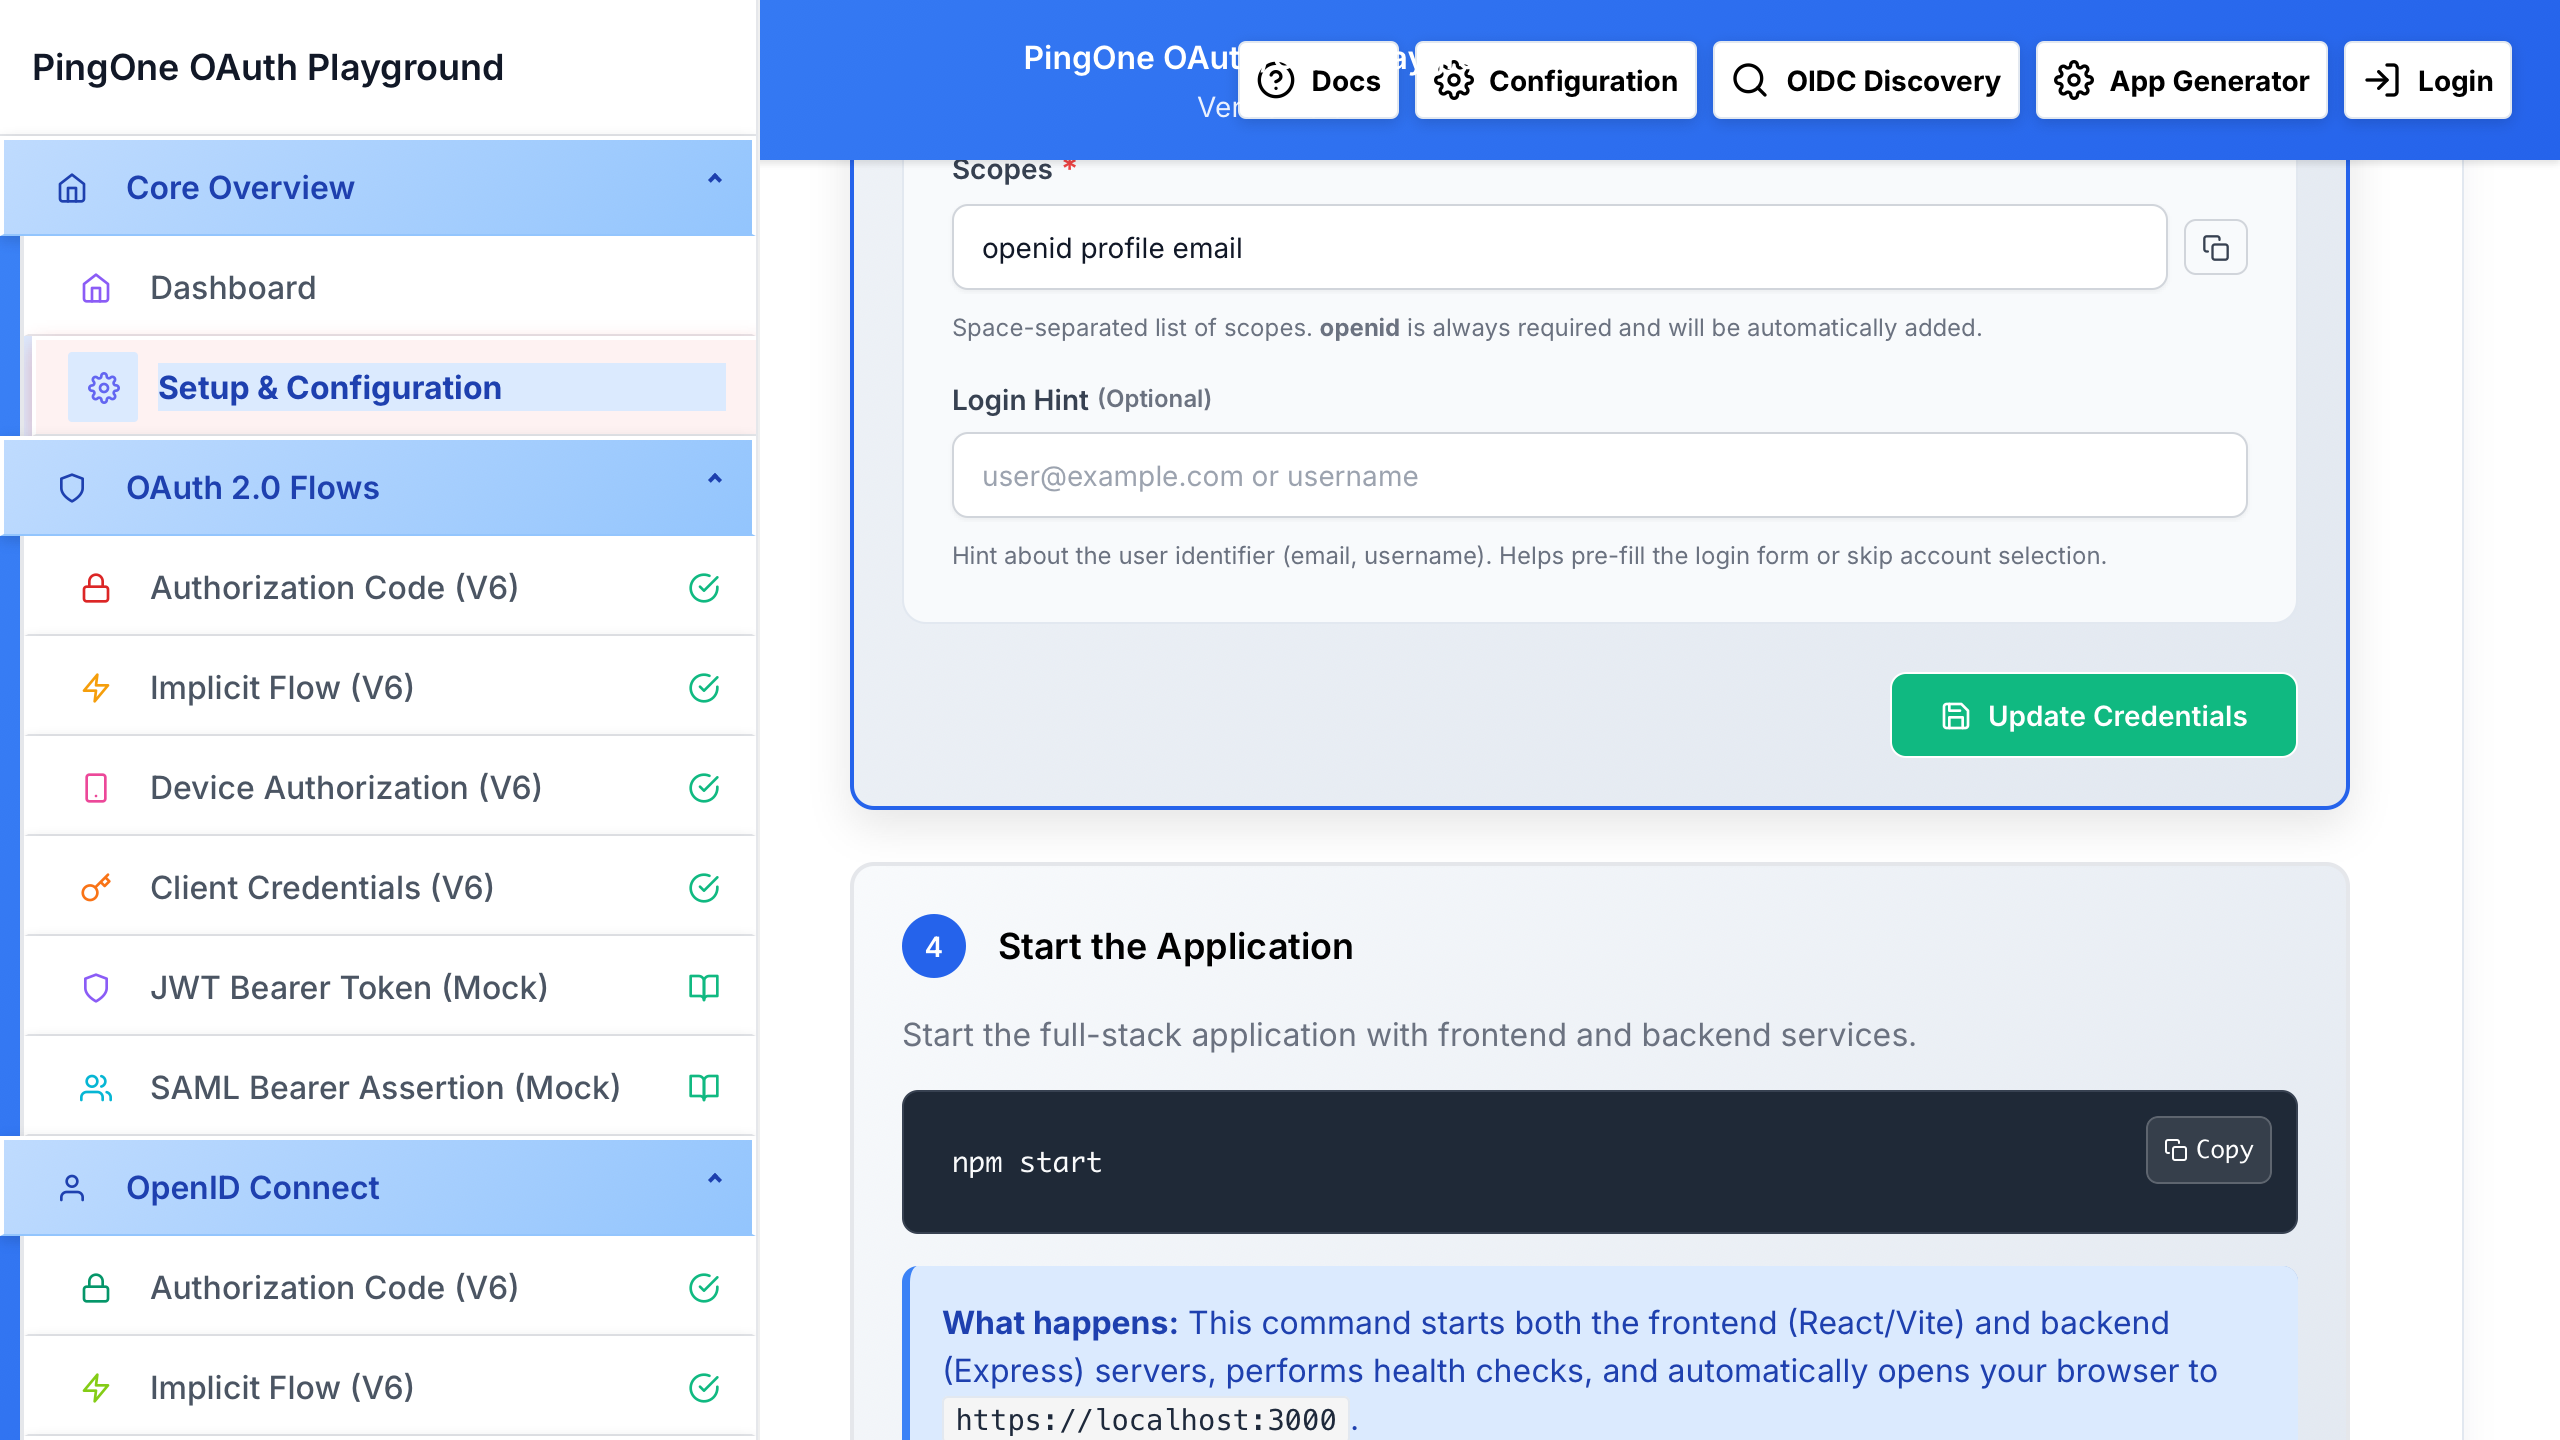 PingOne OAuth Playground
Core Overview
Dashboard
Setup & Configuration
OAuth 2.0 Flows
Authorization Code (V6)
Implicit Flow (V6)
Device Authorization (V6)
Client Credentials (V6)
JWT Bearer Token (Mock)
SAML Bearer Assertion (Mock)
OpenID Connect
Authorization Code (V6)
Implicit Flow (V6)
PingOne
Docs
Configuration
OIDC Discovery
App Generator
Login
Scopes *
openid profile email
Space-separated list of scopes. openid is always required and will be automatically added.
Login Hint (Optional)
user@example.com or username
Hint about the user identifier (email, username). Helps pre-fill the login form or skip account selection.
Update Credentials
4
Start the Application
Start the full-stack application with frontend and backend services.
npm start
Copy
What happens: This command starts both the frontend (React/Vite) and backend
(Express) servers, performs health checks, and automatically opens your browser to
https://localhost:3000 .